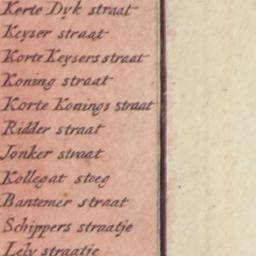 Kerte Dyk straat
Keyser straat
Korte Keysers straat
Koning straat
Korte Konings straat
Ridder straat
Jonker straat
Kollegat steeg
Bantemer straat
Schippers straatje
Lely straatje